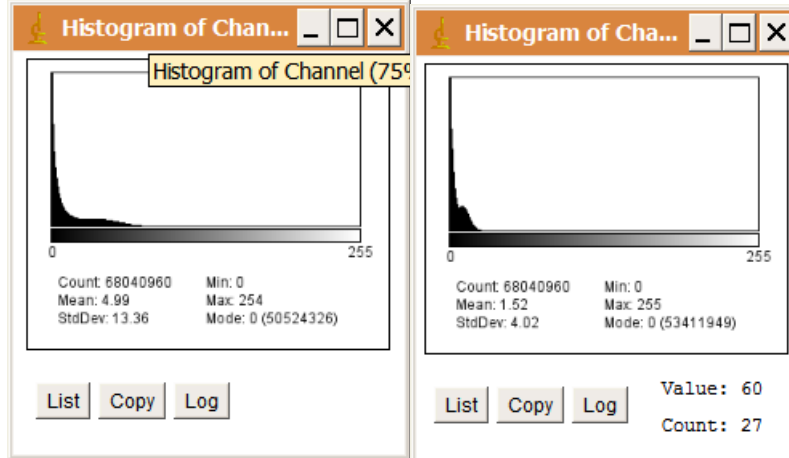 Histogram of Chan...
Histogram of Channel (75%
0 255
Count: 68040960 Min: 0
Mean: 4.99 Max: 254
StdDev: 13.36 Mode: 0 (50524326)
List Copy Log
Histogram of Cha...
0 255
Count: 68040960 Min: 0
Mean: 1.52 Max: 255
StdDev: 4.02 Mode: 0 (53411949)
List Copy Log
Value: 60
Count: 27